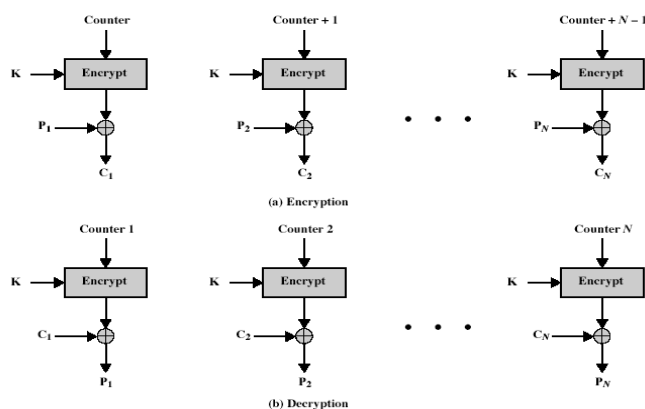 Counter Counter + 1 Counter + N – 1
K Encrypt K Encrypt K Encrypt
P1 P2 PN
C1 C2 CN
(a) Encryption
Counter 1 Counter 2 Counter N
K Encrypt K Encrypt K Encrypt
C1 C2 CN
P1 P2 PN
(b) Decryption